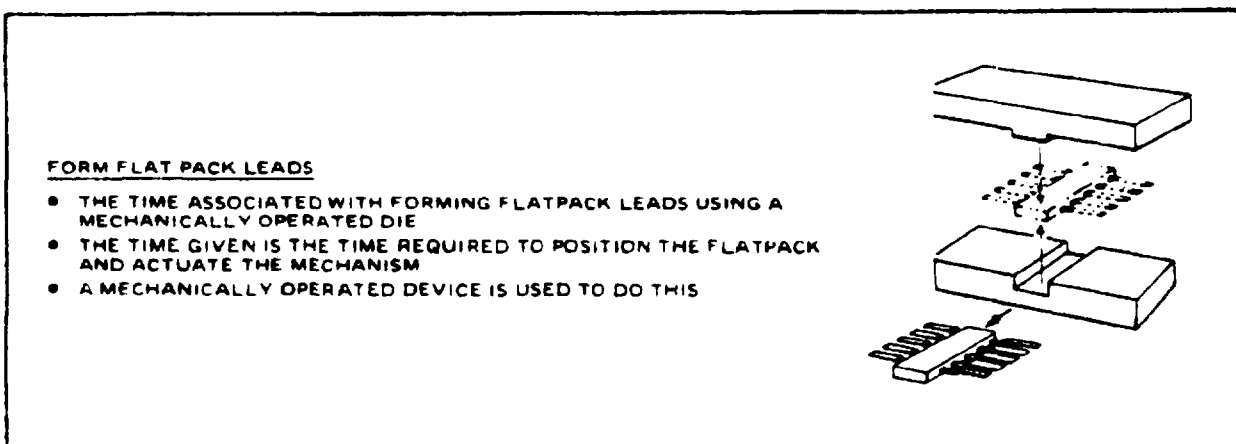 FORM FLAT PACK LEADS
● THE TIME ASSOCIATED WITH FORMING FLATPACK LEADS USING A
MECHANICALLY OPERATED DIE
● THE TIME GIVEN IS THE TIME REQUIRED TO POSITION THE FLATPACK
AND ACTUATE THE MECHANISM
● A MECHANICALLY OPERATED DEVICE IS USED TO DO THIS